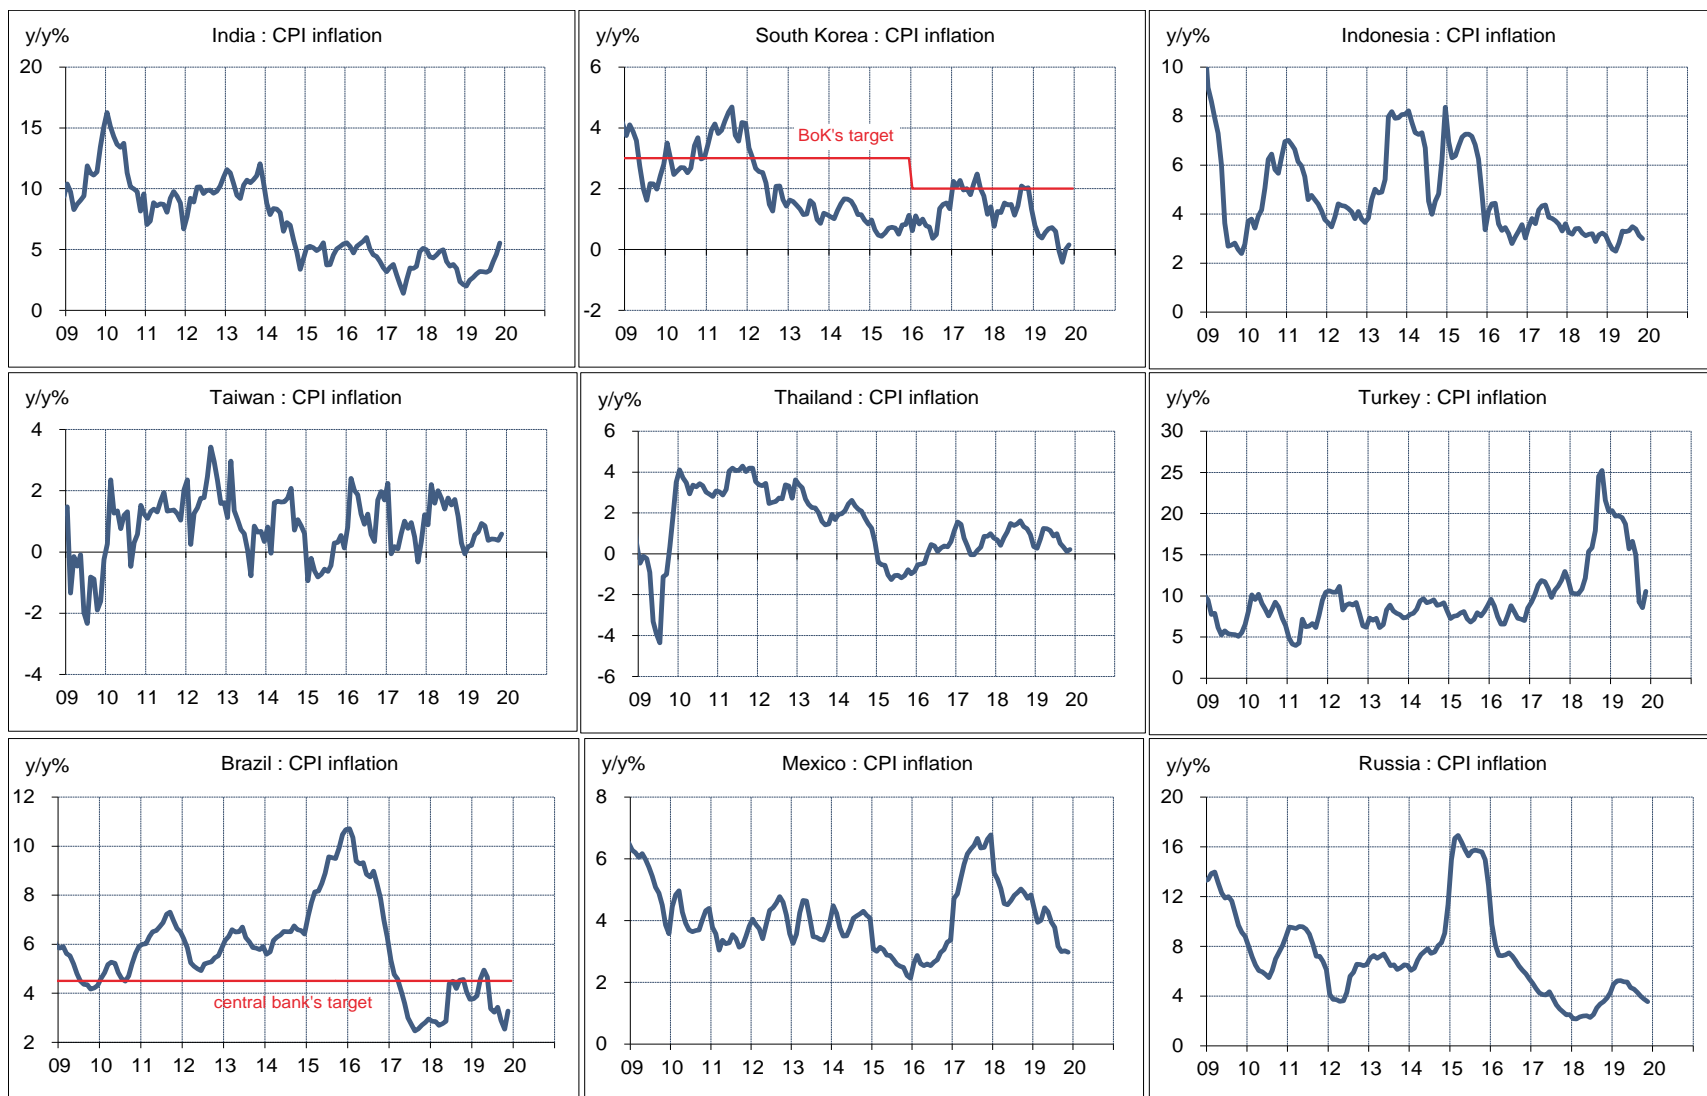 y/y%
India : CPI inflation
20
15
10
5
0
09 10 11 12 13 14 15 16 17 18 19 20
y/y%
South Korea : CPI inflation
6
4
2
0
-2
BoK's target
09 10 11 12 13 14 15 16 17 18 19 20
y/y%
Indonesia : CPI inflation
10
8
6
4
2
0
09 10 11 12 13 14 15 16 17 18 19 20
y/y%
Taiwan : CPI inflation
4
2
0
-2
-4
09 10 11 12 13 14 15 16 17 18 19 20
y/y%
Thailand : CPI inflation
6
4
2
0
-2
-4
-6
09 10 11 12 13 14 15 16 17 18 19 20
y/y%
Turkey : CPI inflation
30
25
20
15
10
5
0
09 10 11 12 13 14 15 16 17 18 19 20
y/y%
Brazil : CPI inflation
12
10
8
6
4
2
central bank's target
09 10 11 12 13 14 15 16 17 18 19 20
y/y%
Mexico : CPI inflation
8
6
4
2
0
09 10 11 12 13 14 15 16 17 18 19 20
y/y%
Russia : CPI inflation
20
16
12
8
4
0
09 10 11 12 13 14 15 16 17 18 19 20